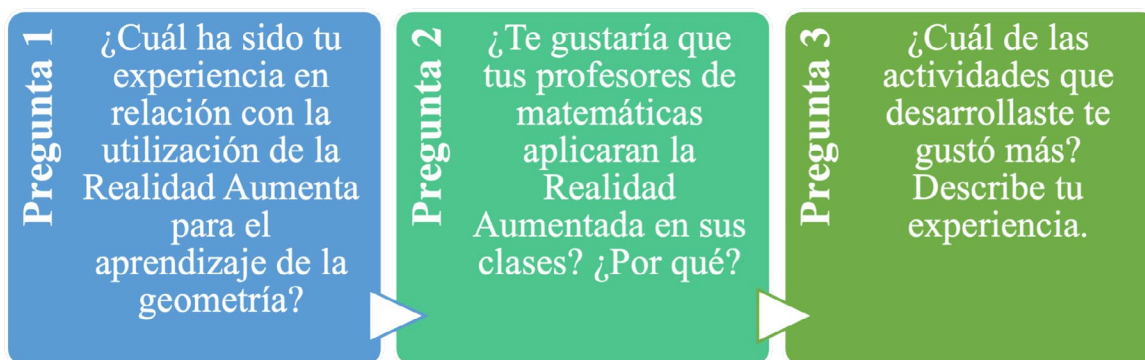 Pregunta 1
¿Cuál ha sido tu
experiencia en
relación con la
utilización de la
Realidad Aumenta
para el
aprendizaje de la
geometría?
Pregunta 2
¿Te gustaría que
tus profesores de
matemáticas
aplicaran la
Realidad
Aumentada en sus
clases? ¿Por qué?
Pregunta 3
¿Cuál de las
actividades que
desarrollaste te
gustó más?
Describe tu
experiencia.